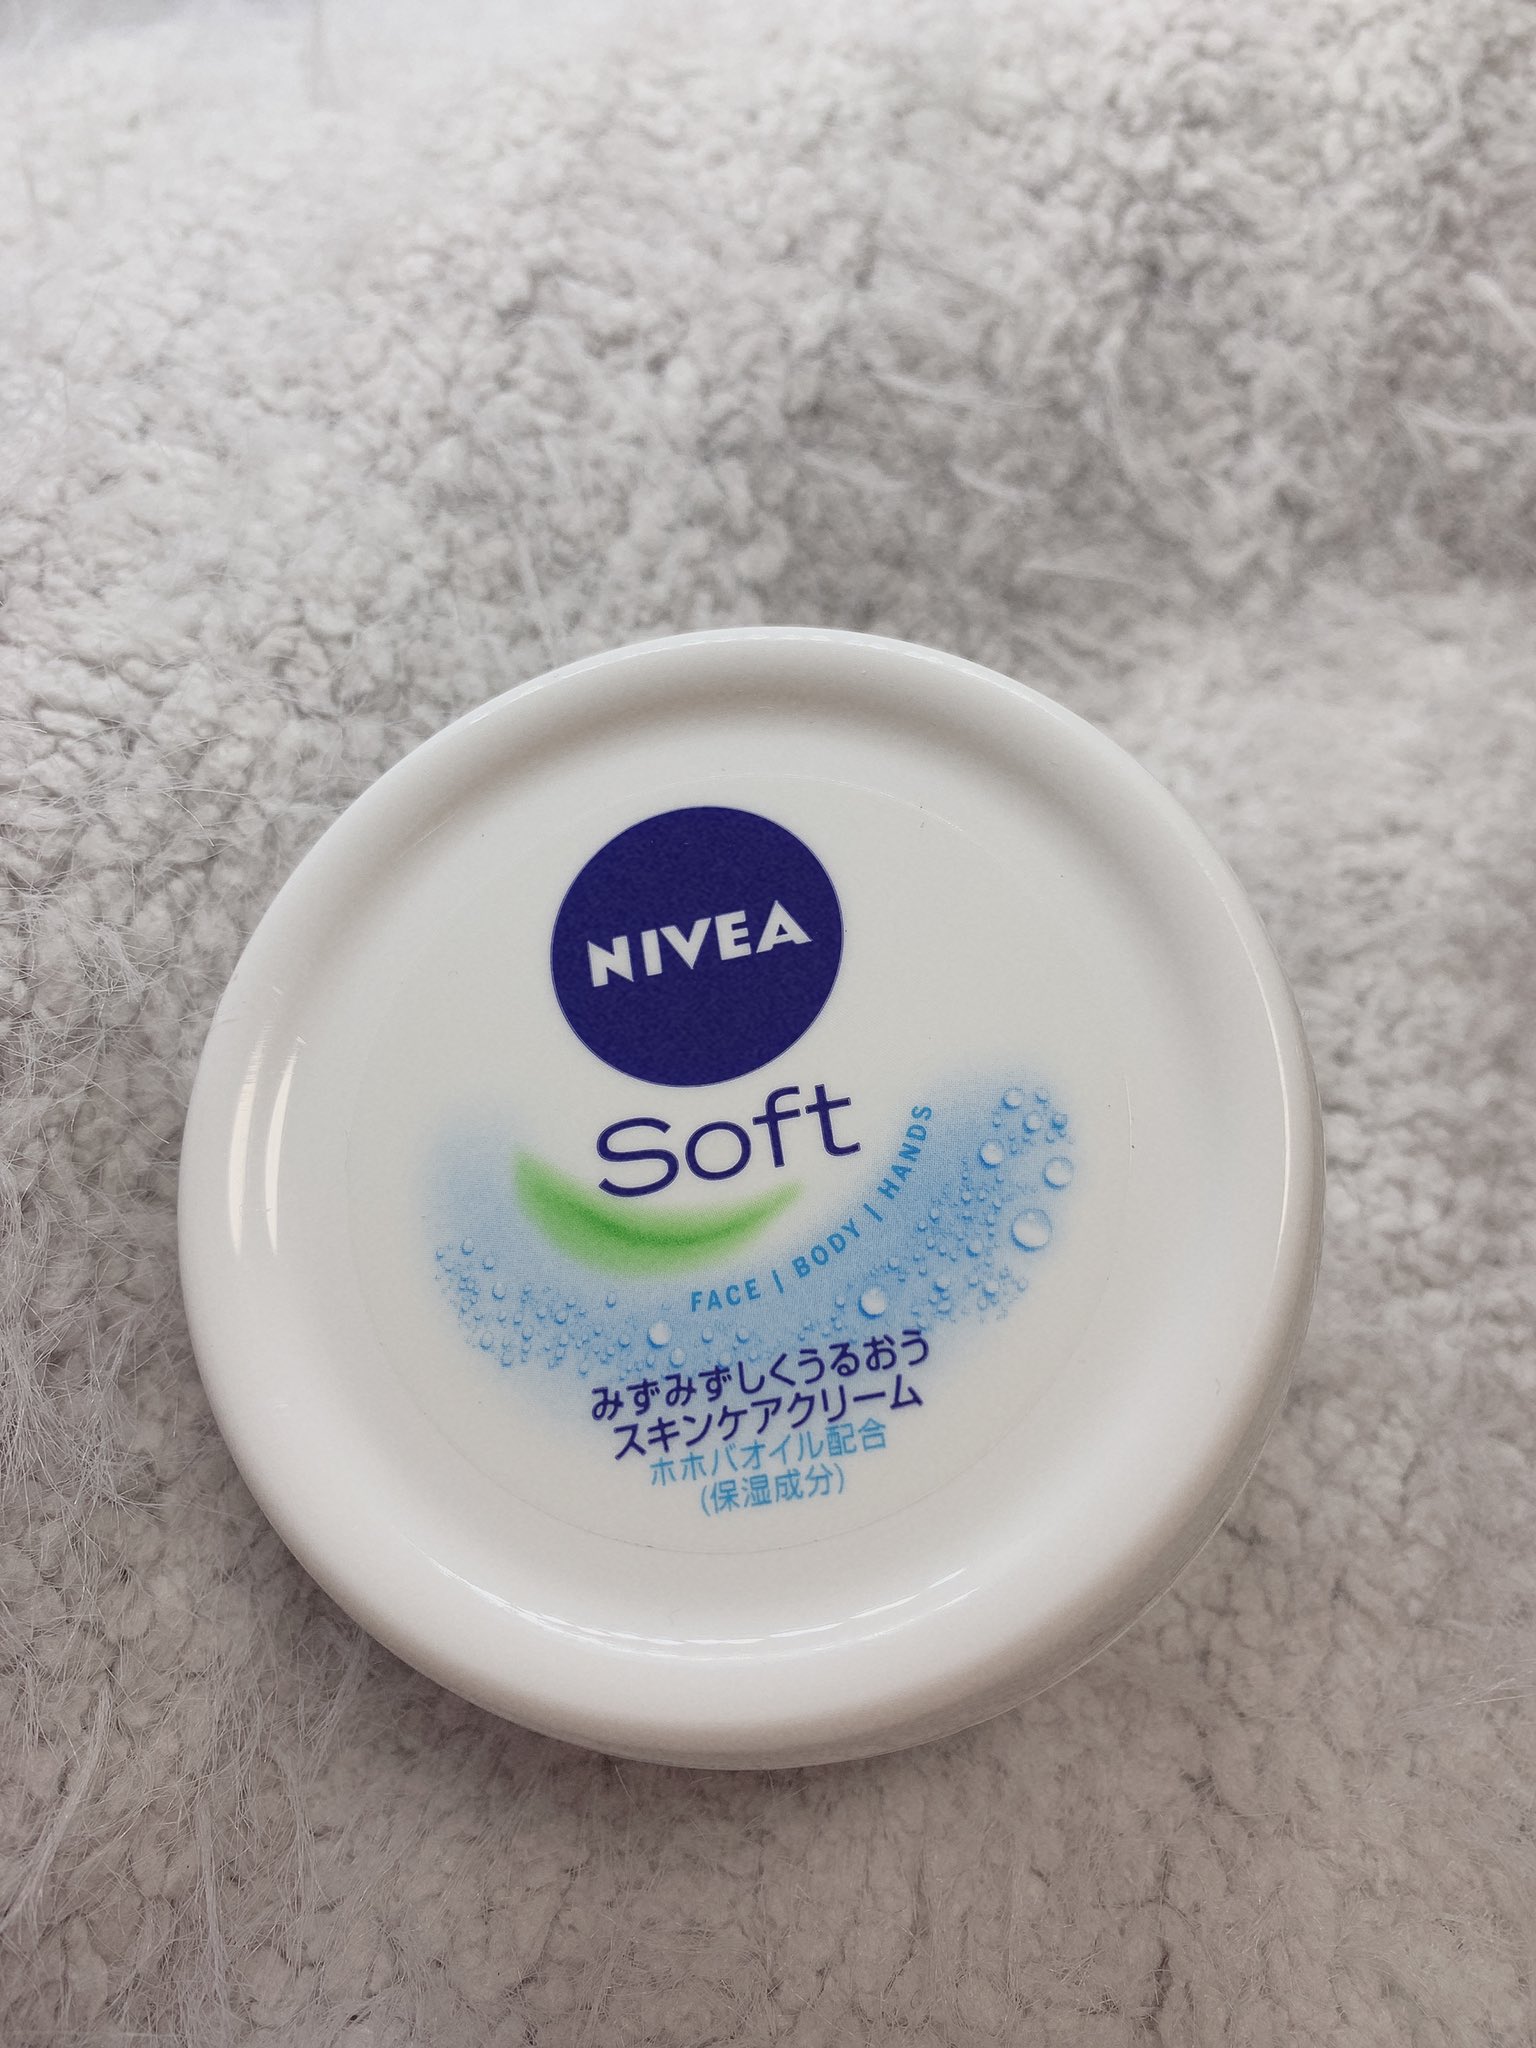 NIVEA
Soft
FACE | BODY | HANDS
みずみずしくうるおう
スキンケアクリーム
ホホバオイル配合
(保湿成分)